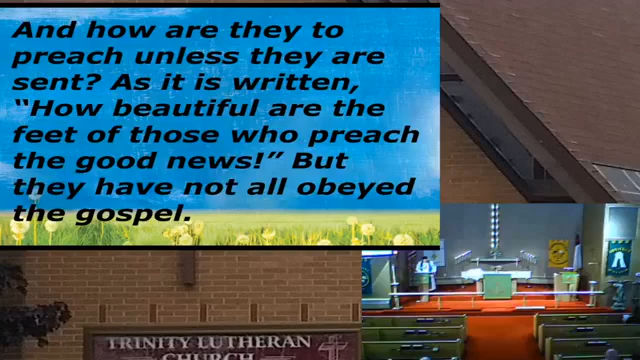 And how are they to
preach unless they are
sent? As it is written,
“How beautiful are the
feet of those who preach
the good news!” But
they have not all obeyed
the gospel.
TRINITY LUTHERAN
CHURCH